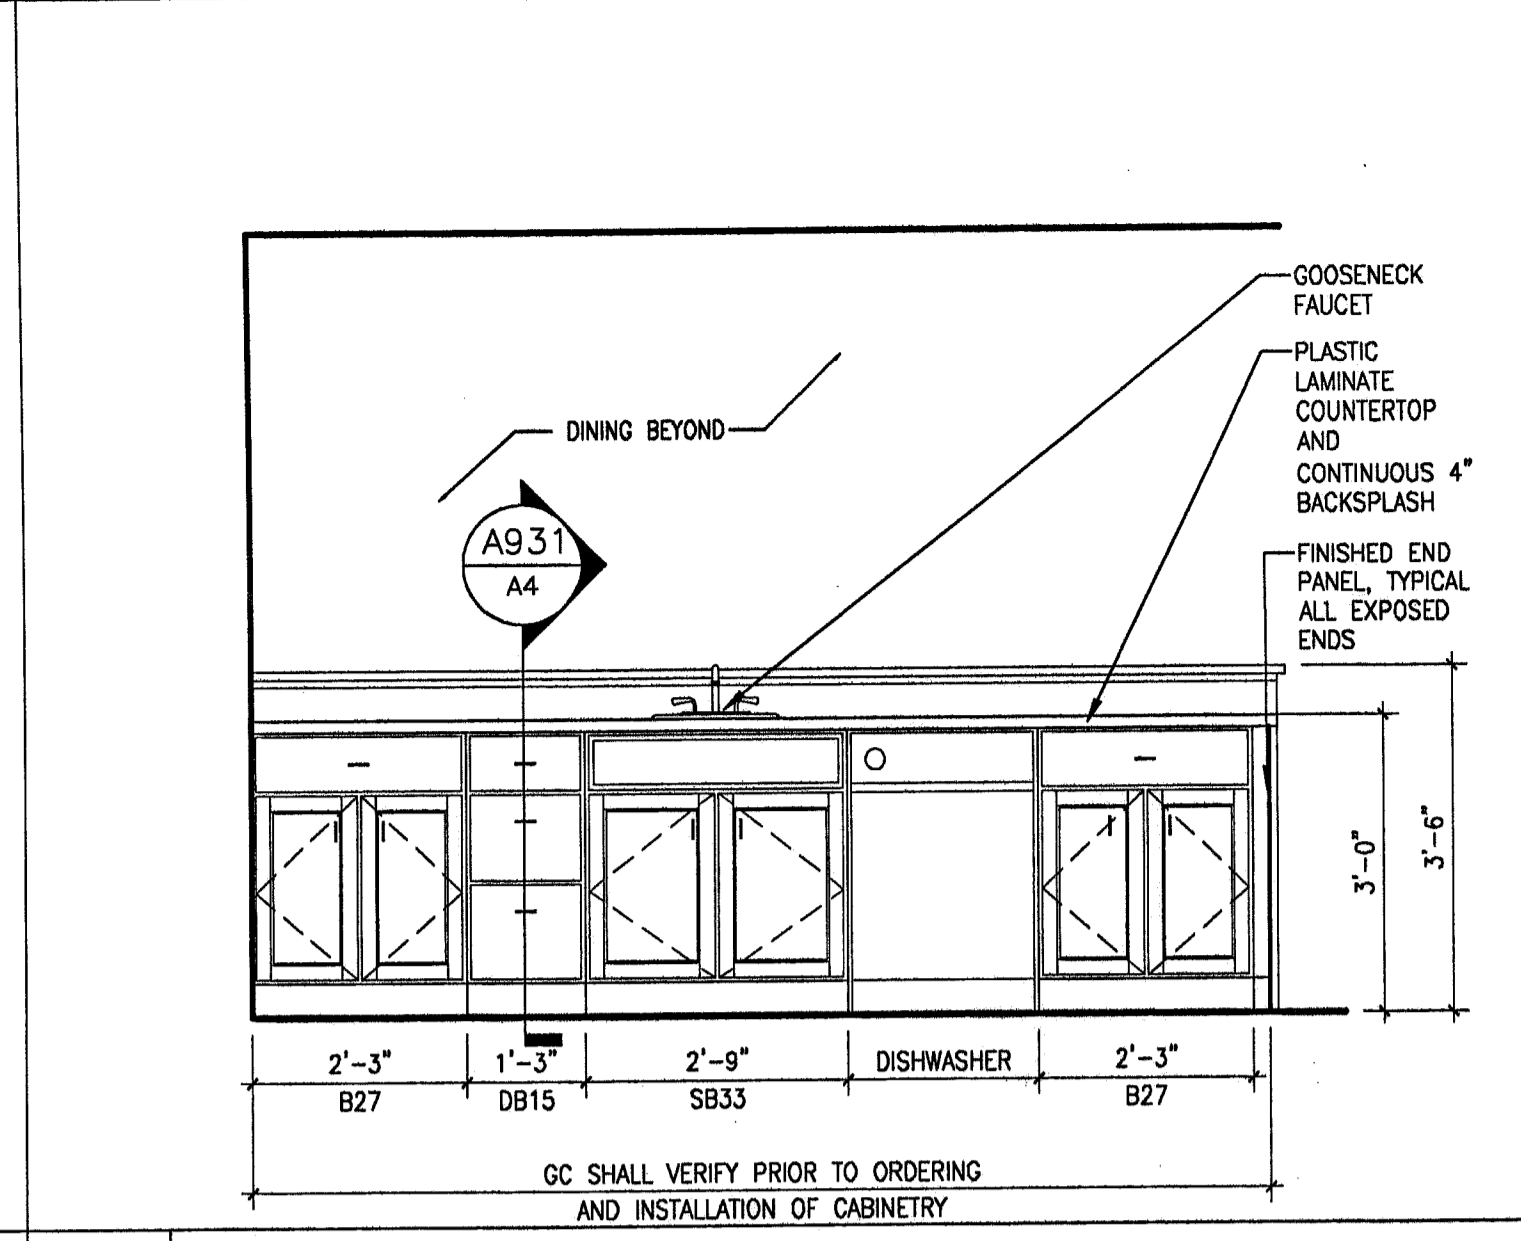 GOOSENECK
FAUCET
PLASTIC
LAMINATE
COUNTERTOP
AND
CONTINUOUS 4"
BACKSPLASH
DINING BEYOND
A931
A4
FINISHED END
PANEL, TYPICAL
ALL EXPOSED
ENDS
3'-0"
3'-6"
2'-3"
B27
1'-3"
DB15
2'-9"
SB33
DISHWASHER
2'-3"
B27
GC SHALL VERIFY PRIOR TO ORDERING
AND INSTALLATION OF CABINETRY